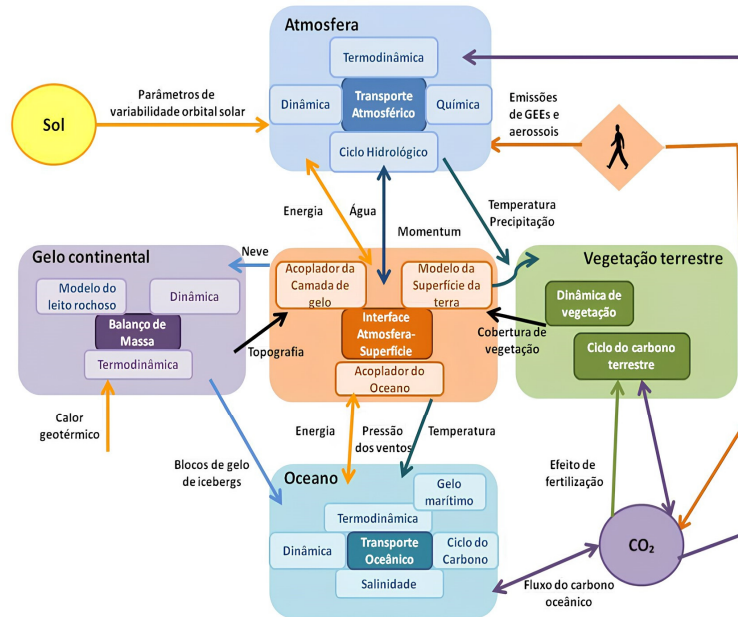 Atmosfera
Termodinâmica
Dinâmica
Transporte
Atmosférico
Química
Ciclo Hidrológico
Sol
Parâmetros de
variabilidade orbital solar
Emissões
de GEEs e
aerossois
Energia
Água
Momentum
Temperatura
Precipitação
Gelo continental
Neve
Modelo do
leito rochoso
Dinâmica
Balanço de
Massa
Termodinâmica
Topografia
Calor
geotérmico
Acoplador da
Camada de
gelo
Modelo da
Superfície da
terra
Interface
Atmosfera-
Superfície
Acoplador do
Oceano
Vegetação terrestre
Dinâmica de
vegetação
Cobertura de
vegetação
Ciclo do carbono
terrestre
Energia
Pressão
dos ventos
Temperatura
Blocos de gelo
de icebergs
Efeito de
fertilização
Oceano
Gelo
marítimo
Termodinâmica
Dinâmica
Transporte
Oceânico
Ciclo do
Carbono
Salinidade
CO₂
Fluxo do carbono
oceânico